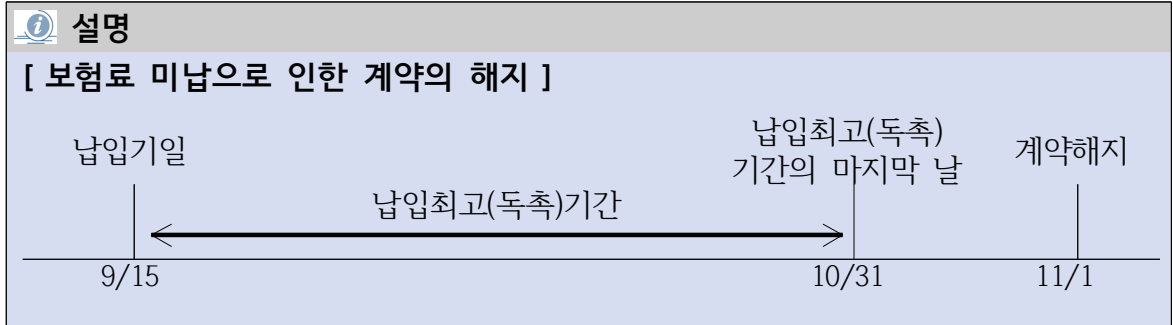 설명
[ 보험료 미납으로 인한 계약의 해지 ]
납입기일
납입최고(독촉)
기간의 마지막 날
계약해지
납입최고(독촉)기간
9/15
10/31
11/1